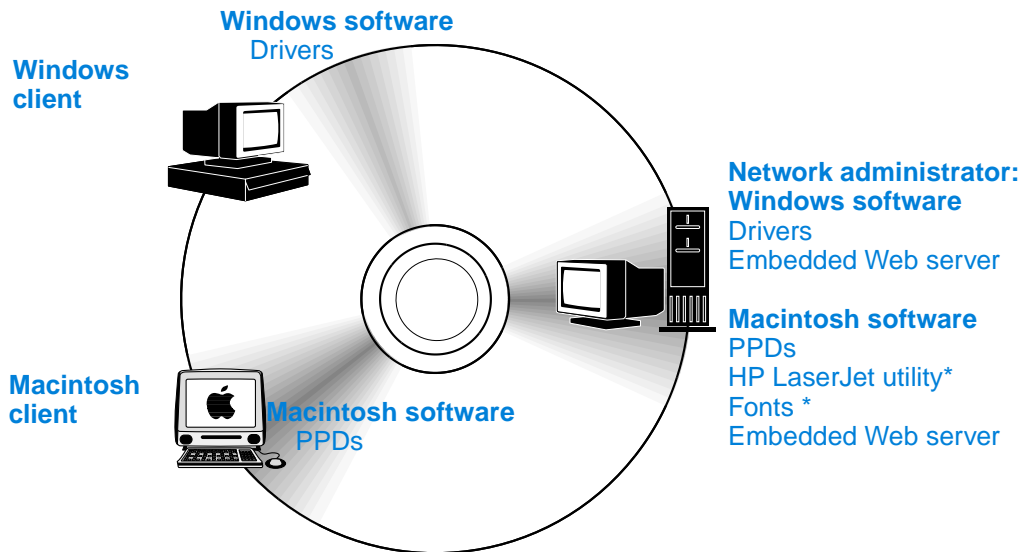 Windows software
Drivers
Windows
client
Network administrator:
Windows software
Drivers
Embedded Web server
Macintosh software
PPDs
HP LaserJet utility*
Fonts *
Embedded Web server
Macintosh
client
Macintosh software
PPDs